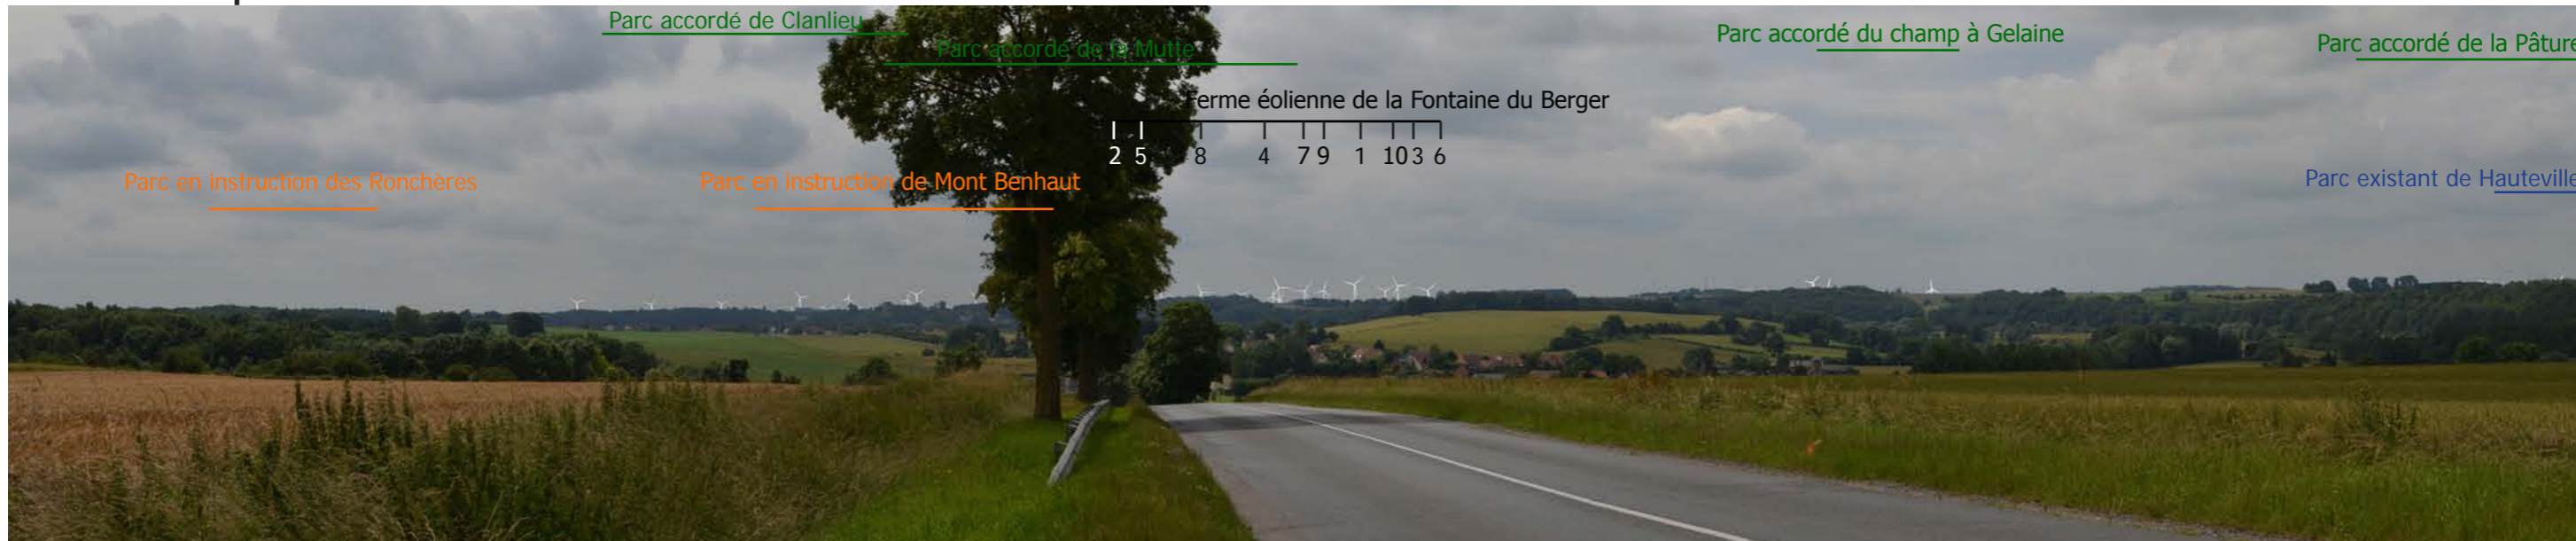 Parc accordé de Clanlieu
Parc accordé de la Mutte
Parc accordé du champ à Gelaine
Parc accordé de la Pâture
Ferme éolienne de la Fontaine du Berger
2 5 8 4 7 9 1 10 3 6
Parc en instruction des Ronchères
Parc en instruction de Mont Benhaut
Parc existant de Hauteville